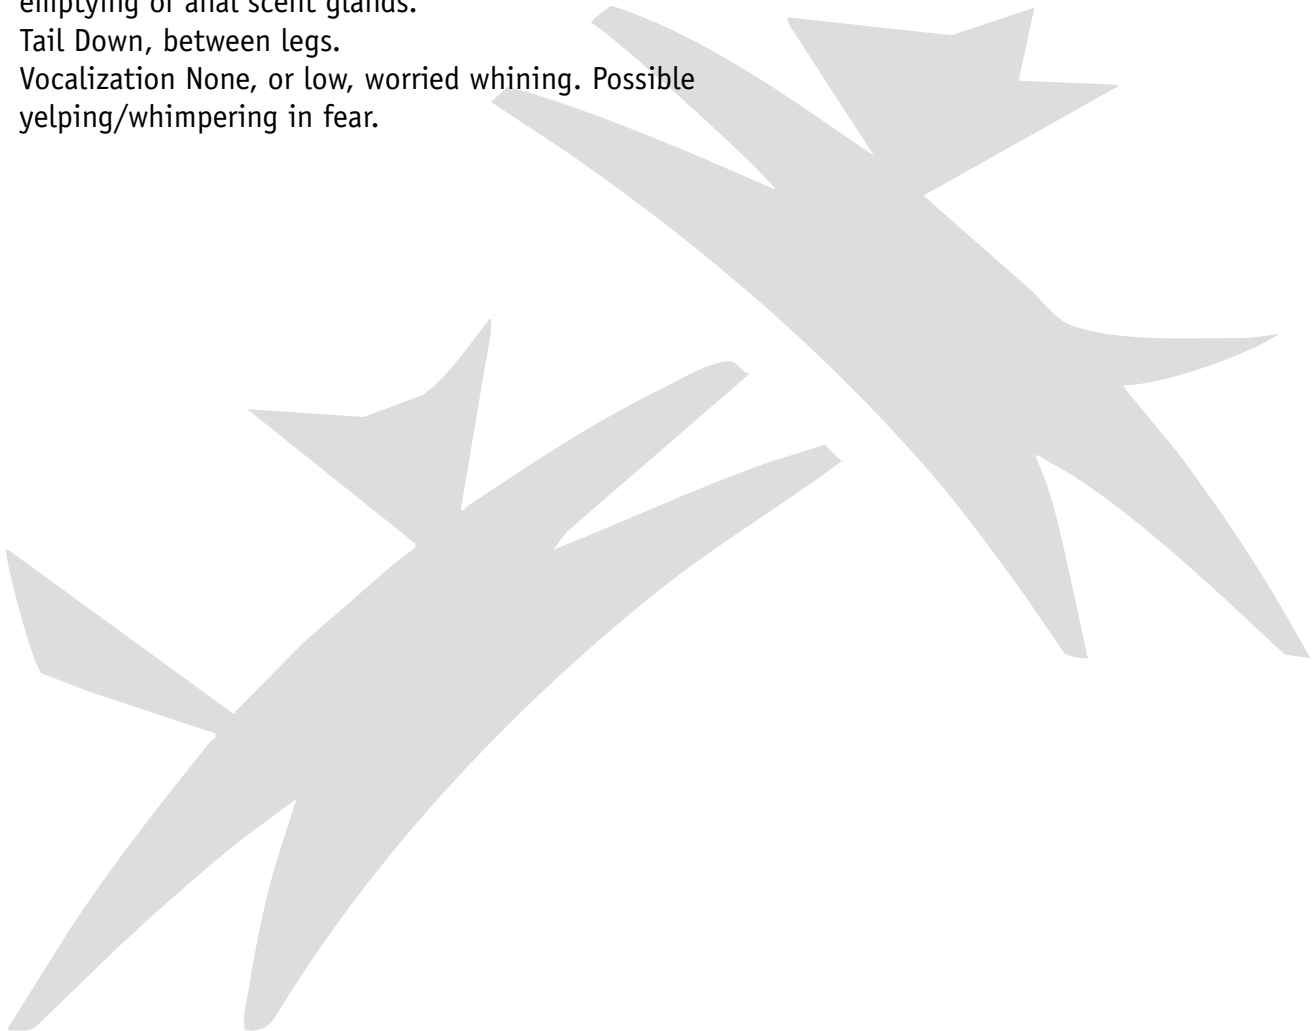 emptying of anal scent glands.
Tail Down, between legs.
Vocalization None, or low, worried whining. Possible
yelping/whimpering in fear.